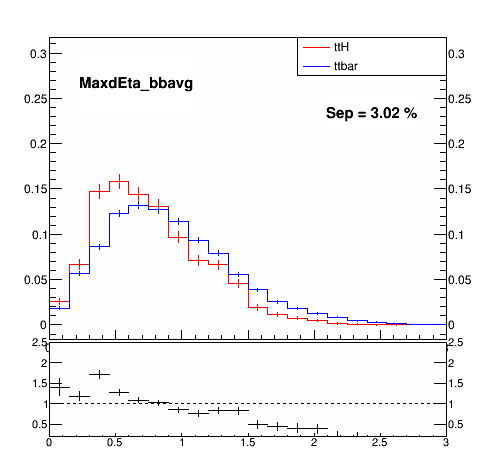 ttH
ttbar
MaxdEta_bbavg
Sep = 3.02 %
0.3 0.3
0.25 0.25
0.2 0.2
0.15 0.15
0.1 0.1
0.05 0.05
0 0
2.5 2.5
2 2
1.5 1.5
1 1
0.5 0.5
0 0.5 1 1.5 2 2.5 3